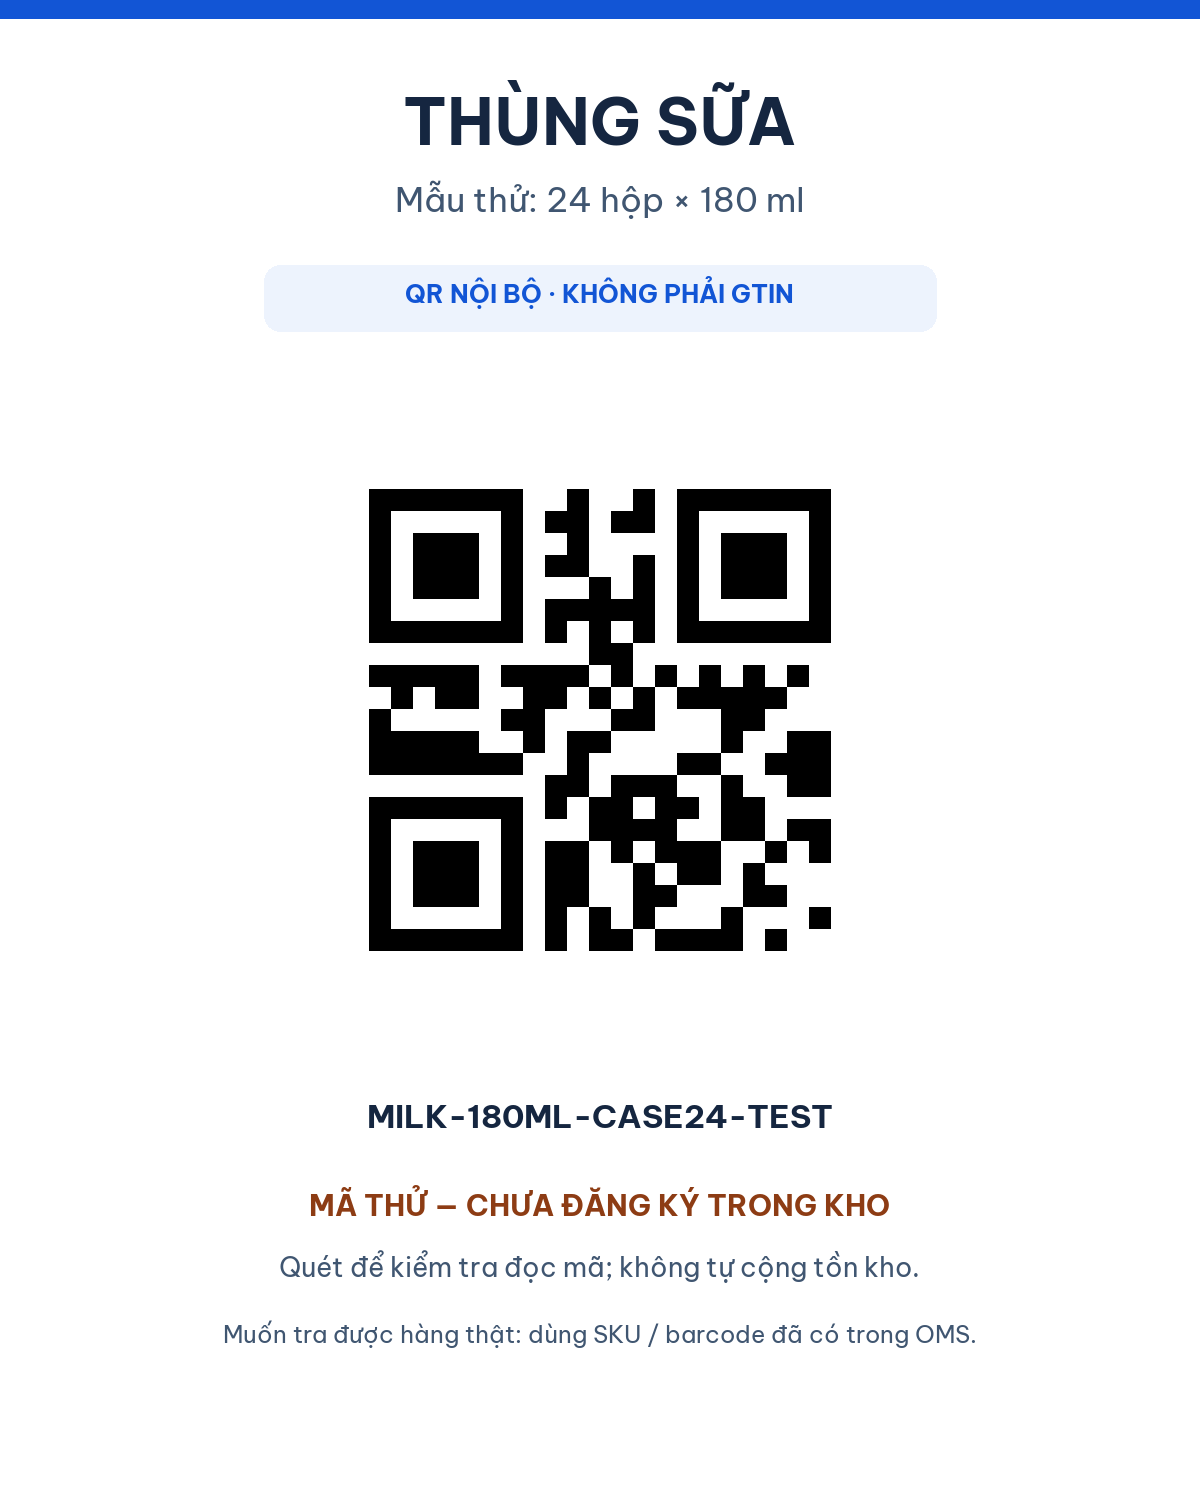 THÙNG SỮA
Mẫu thử: 24 hộp × 180 ml
QR NỘI BỘ · KHÔNG PHẢI GTIN
MILK-180ML-CASE24-TEST
MÃ THỬ — CHƯA ĐĂNG KÝ TRONG KHO
Quét để kiểm tra đọc mã; không tự cộng tồn kho.
Muốn tra được hàng thật: dùng SKU / barcode đã có trong OMS.